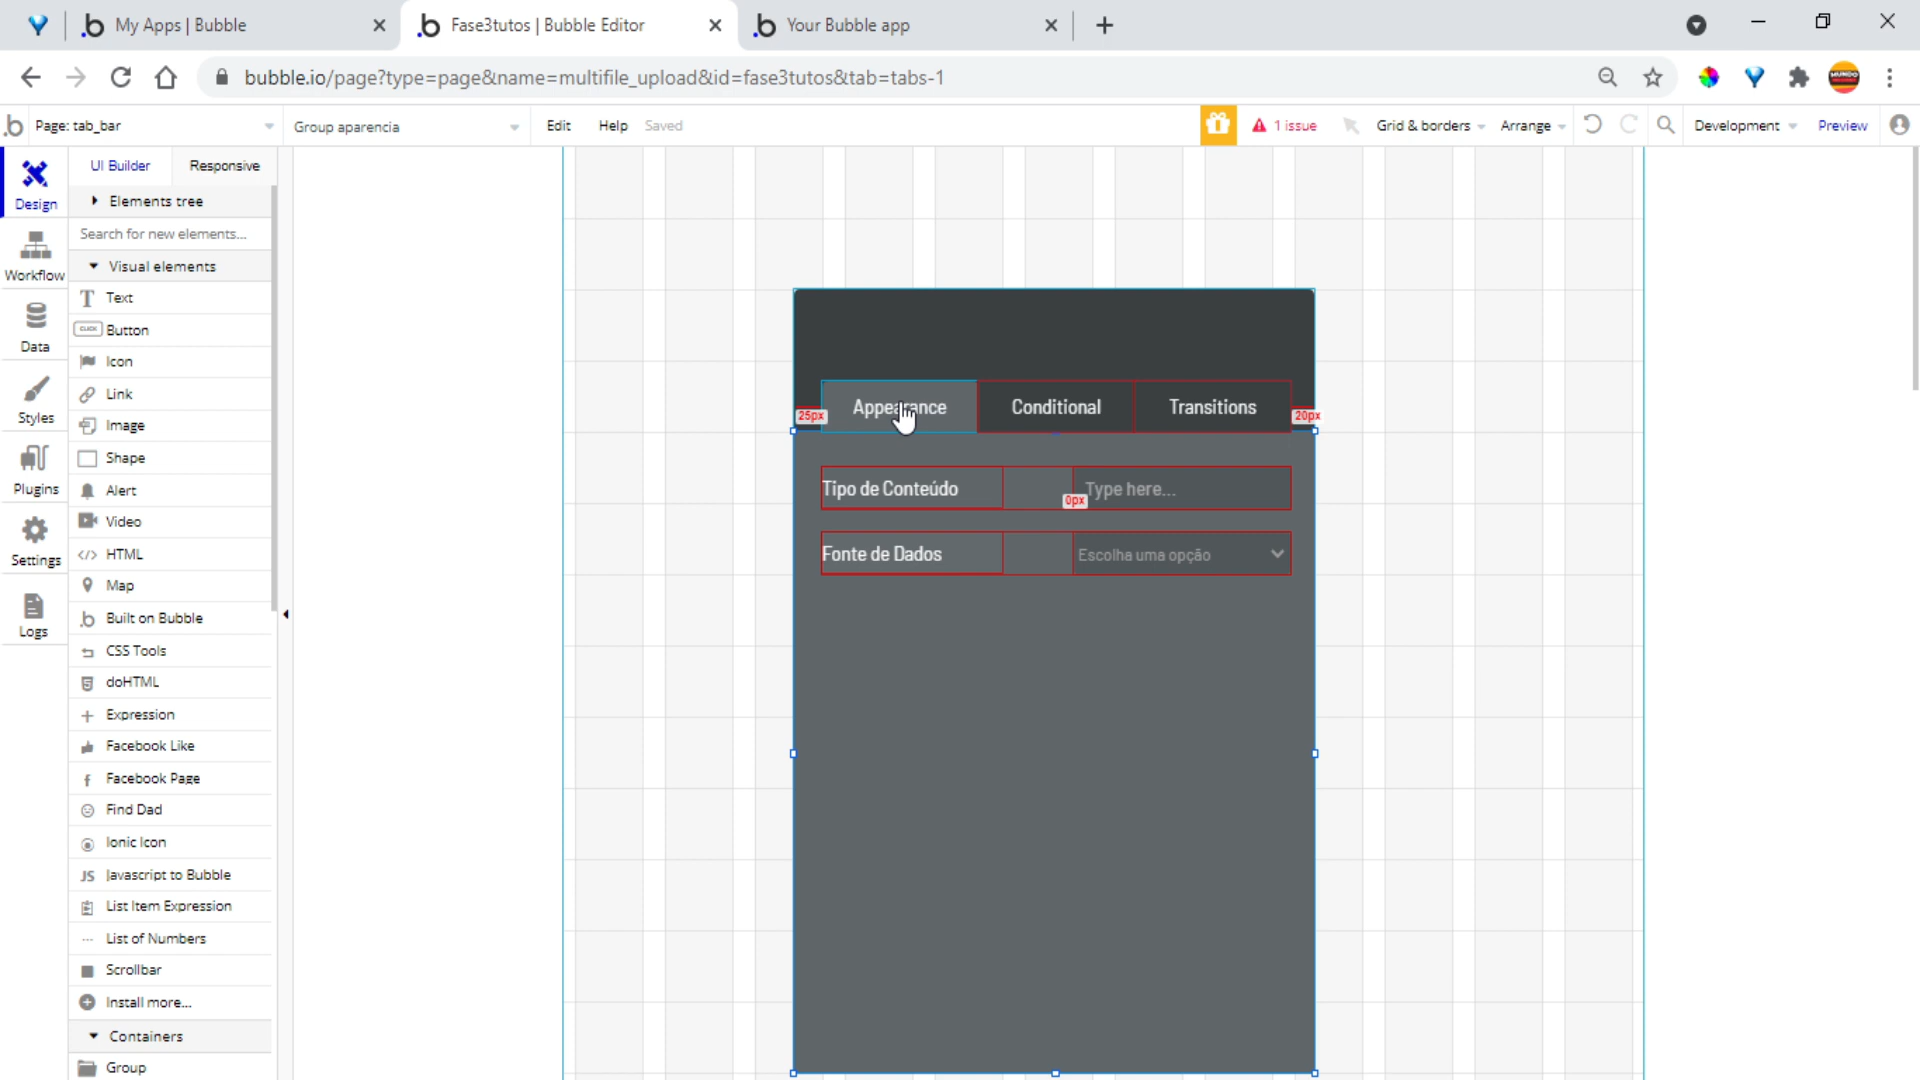 My Apps | Bubble
Fase3tutos | Bubble Editor
Your Bubble app
bubble.io/page?type=page&name=multifile_upload&id=fase3tutos&tab=tabs-1
Page: tab_bar
Group aparencia
Edit
Help
Saved
1 issue
Grid & borders
Arrange
Development
Preview
Design
Workflow
Data
Styles
Plugins
Settings
Logs
UI Builder
Responsive
Elements tree
Search for new elements...
Visual elements
Text
CLICK Button
Icon
Link
Image
Shape
Alert
Video
</> HTML
Map
Built on Bubble
CSS Tools
doHTML
Expression
Facebook Like
Facebook Page
Find Dad
Ionic Icon
JS Javascript to Bubble
List Item Expression
List of Numbers
Scrollbar
Install more...
Containers
Group
Appearance
Conditional
Transitions
25px
20px
Tipo de Conteúdo
Type here...
0px
Fonte de Dados
Escolha uma opção